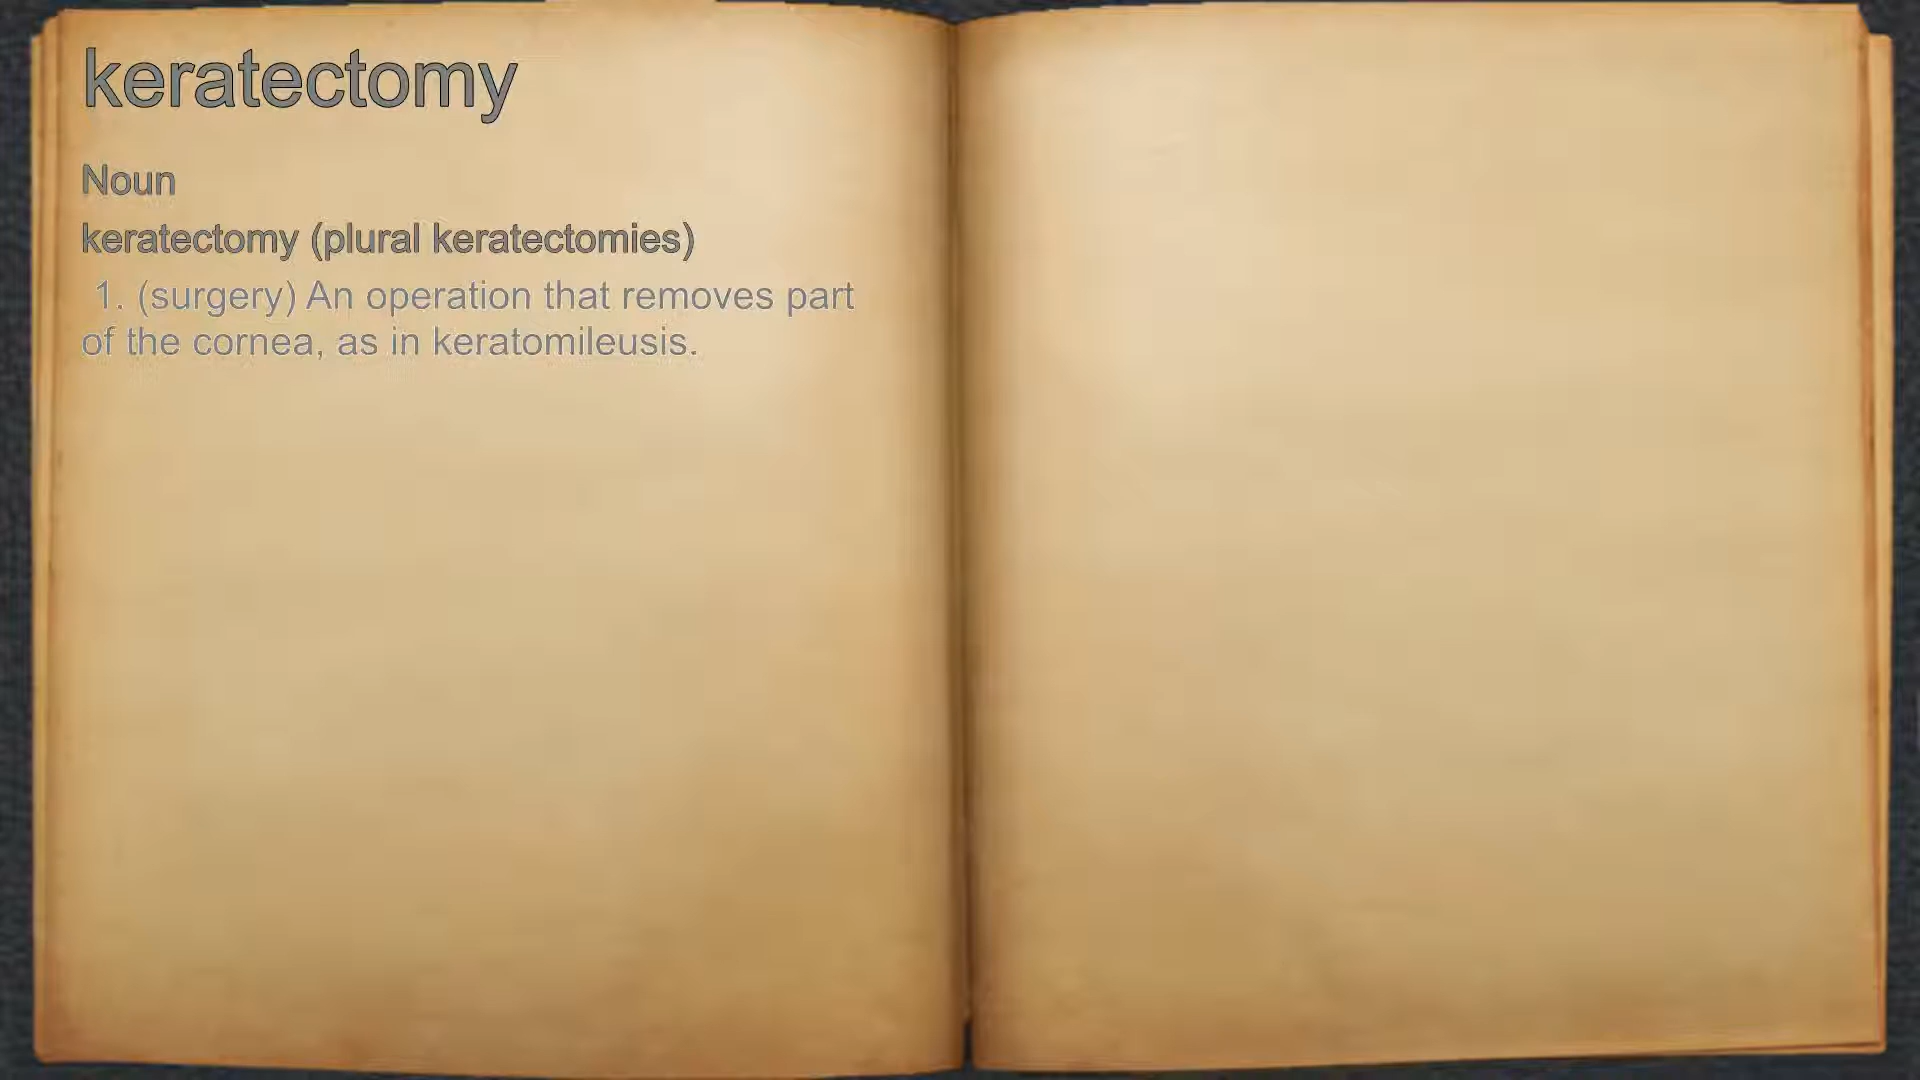 keratectomy
Noun
keratectomy (plural keratectomies)
1. (surgery) An operation that removes part
of the cornea, as in keratomileusis.